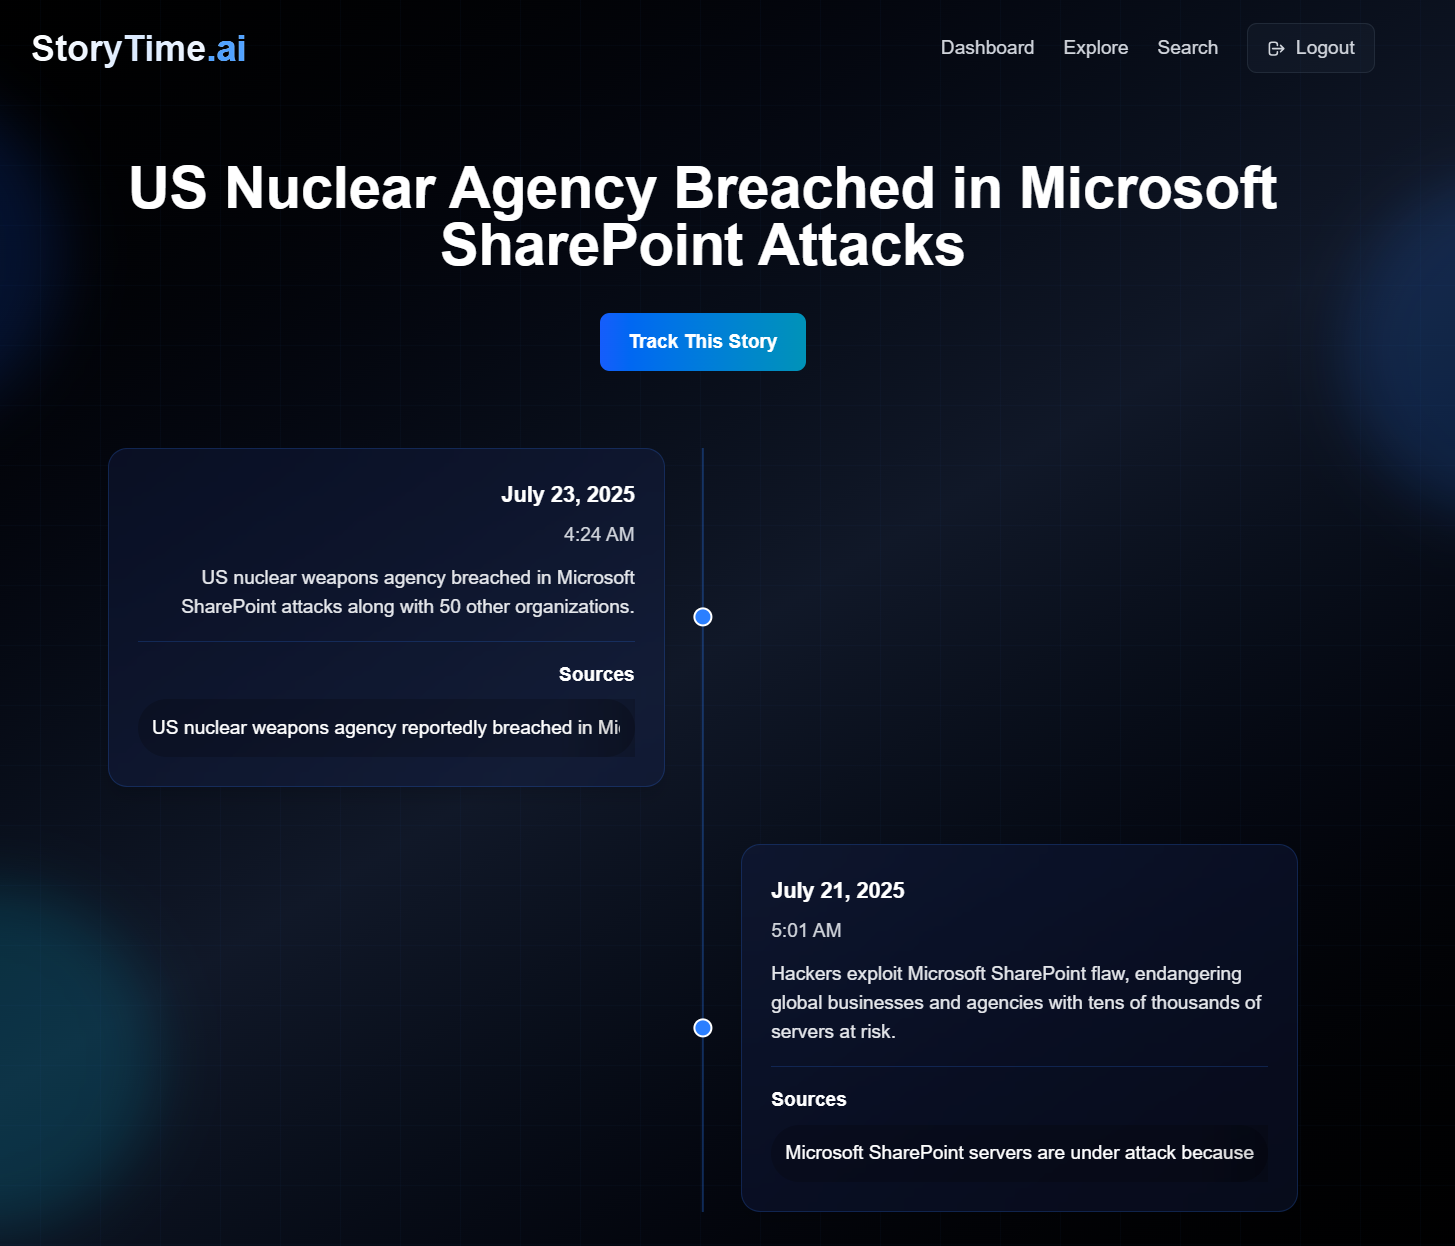 StoryTime.ai
Dashboard
Explore
Search
Logout
US Nuclear Agency Breached in Microsoft
SharePoint Attacks
Track This Story
July 23, 2025
4:24 AM
US nuclear weapons agency breached in Microsoft
SharePoint attacks along with 50 other organizations.
Sources
US nuclear weapons agency reportedly breached in
July 21, 2025
5:01 AM
Hackers exploit Microsoft SharePoint flaw, endangering
global businesses and agencies with tens of thousands of
servers at risk.
Sources
Microsoft SharePoint servers are under attack because